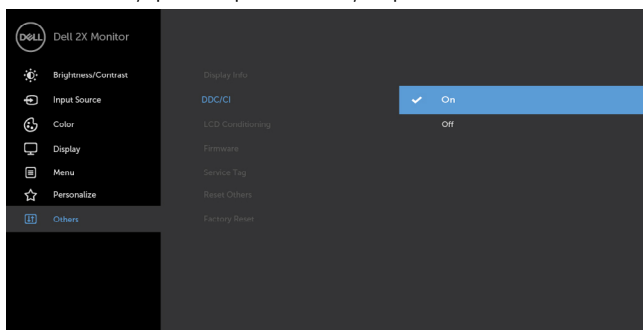 DELL Dell 2X Monitor
Brightness/Contrast
Display Info
Input Source
DDC/CI
On
Color
LCD Conditioning
Off
Display
Firmware
Menu
Service Tag
Personalize
Reset Others
Others
Factory Reset